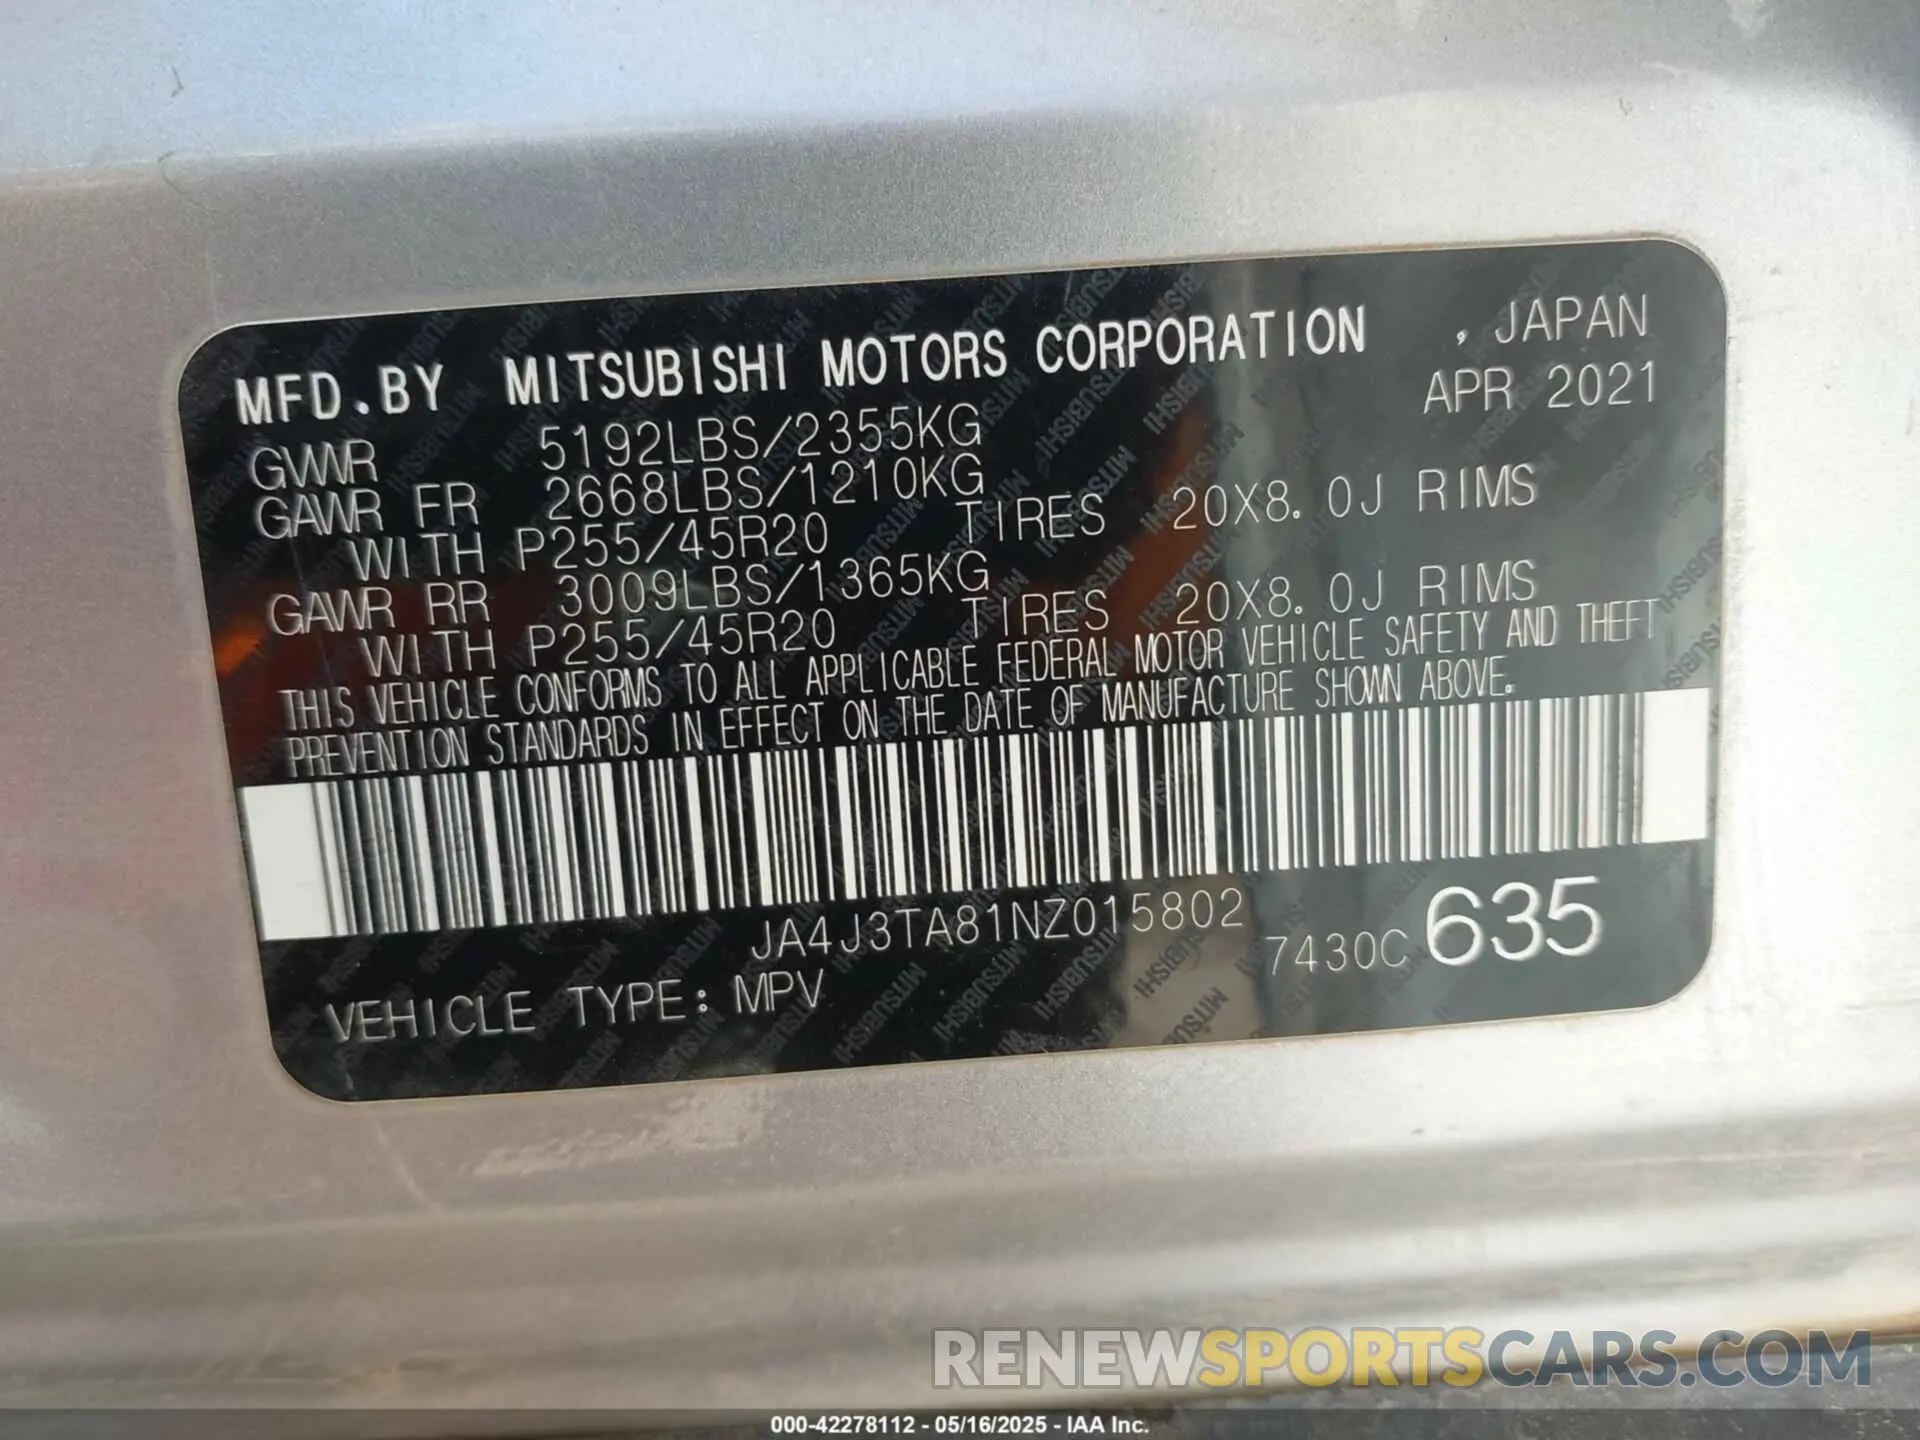 MFD.BY MITSUBISHI MOTORS CORPORATION , JAPAN
APR 2021
GVWR 5192LBS/2355KG
GAWR FR 2668LBS/1210KG
WITH P255/45R20 TIRES 20X8.0J RIMS
GAWR RR 3009LBS/1365KG
WITH P255/45R20 TIRES 20X8.0J RIMS
THIS VEHICLE CONFORMS TO ALL APPLICABLE FEDERAL MOTOR VEHICLE SAFETY AND THEFT
PREVENTION STANDARDS IN EFFECT ON THE DATE OF MANUFACTURE SHOWN ABOVE.
JA4J3TA81NZ015802
7430C 635
VEHICLE TYPE: MPV
RENEWSPORTSCARS.COM
000-42278112 - 05/16/2025 - IAA Inc.